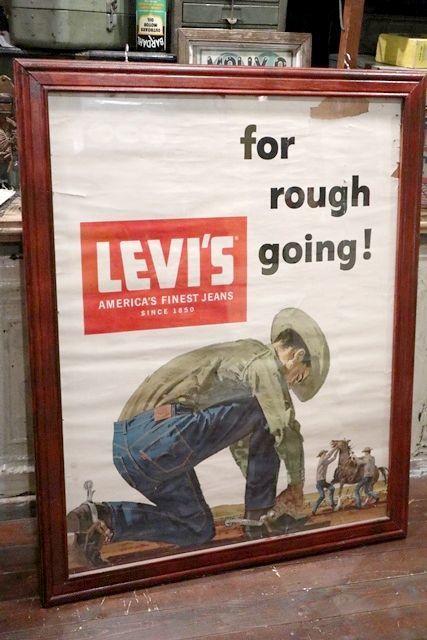 for
rough
going!
LEVI'S
AMERICA'S FINEST JEANS
SINCE 1850